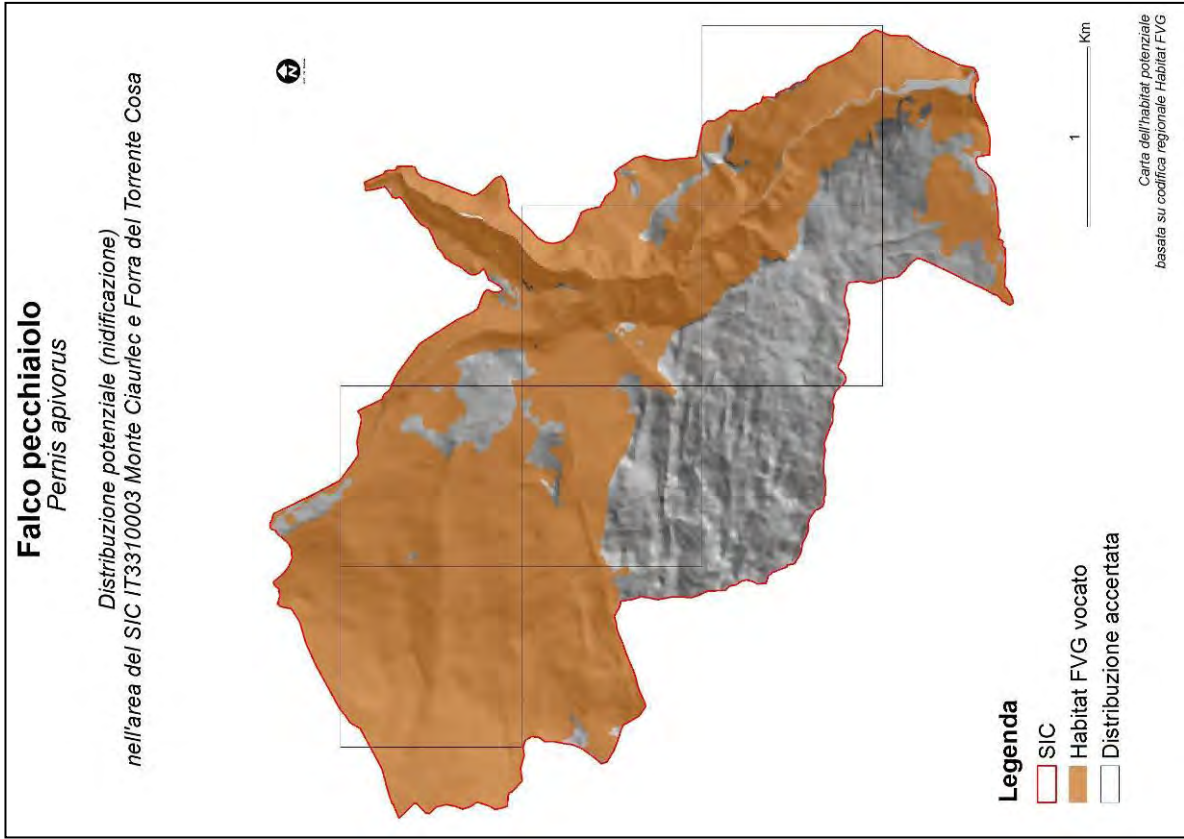 Falco pecchiaiolo
Pernis apivorus
Distribuzione potenziale (nidificazione)
nell'area del SIC IT3310003 Monte Ciaurlec e Forra del Torrente Cosa
N
1
Km
Legenda
SIC
Habitat FVG vocato
Distribuzione accertata
Carta dell'habitat potenziale
basata su codifica regionale Habitat FVG